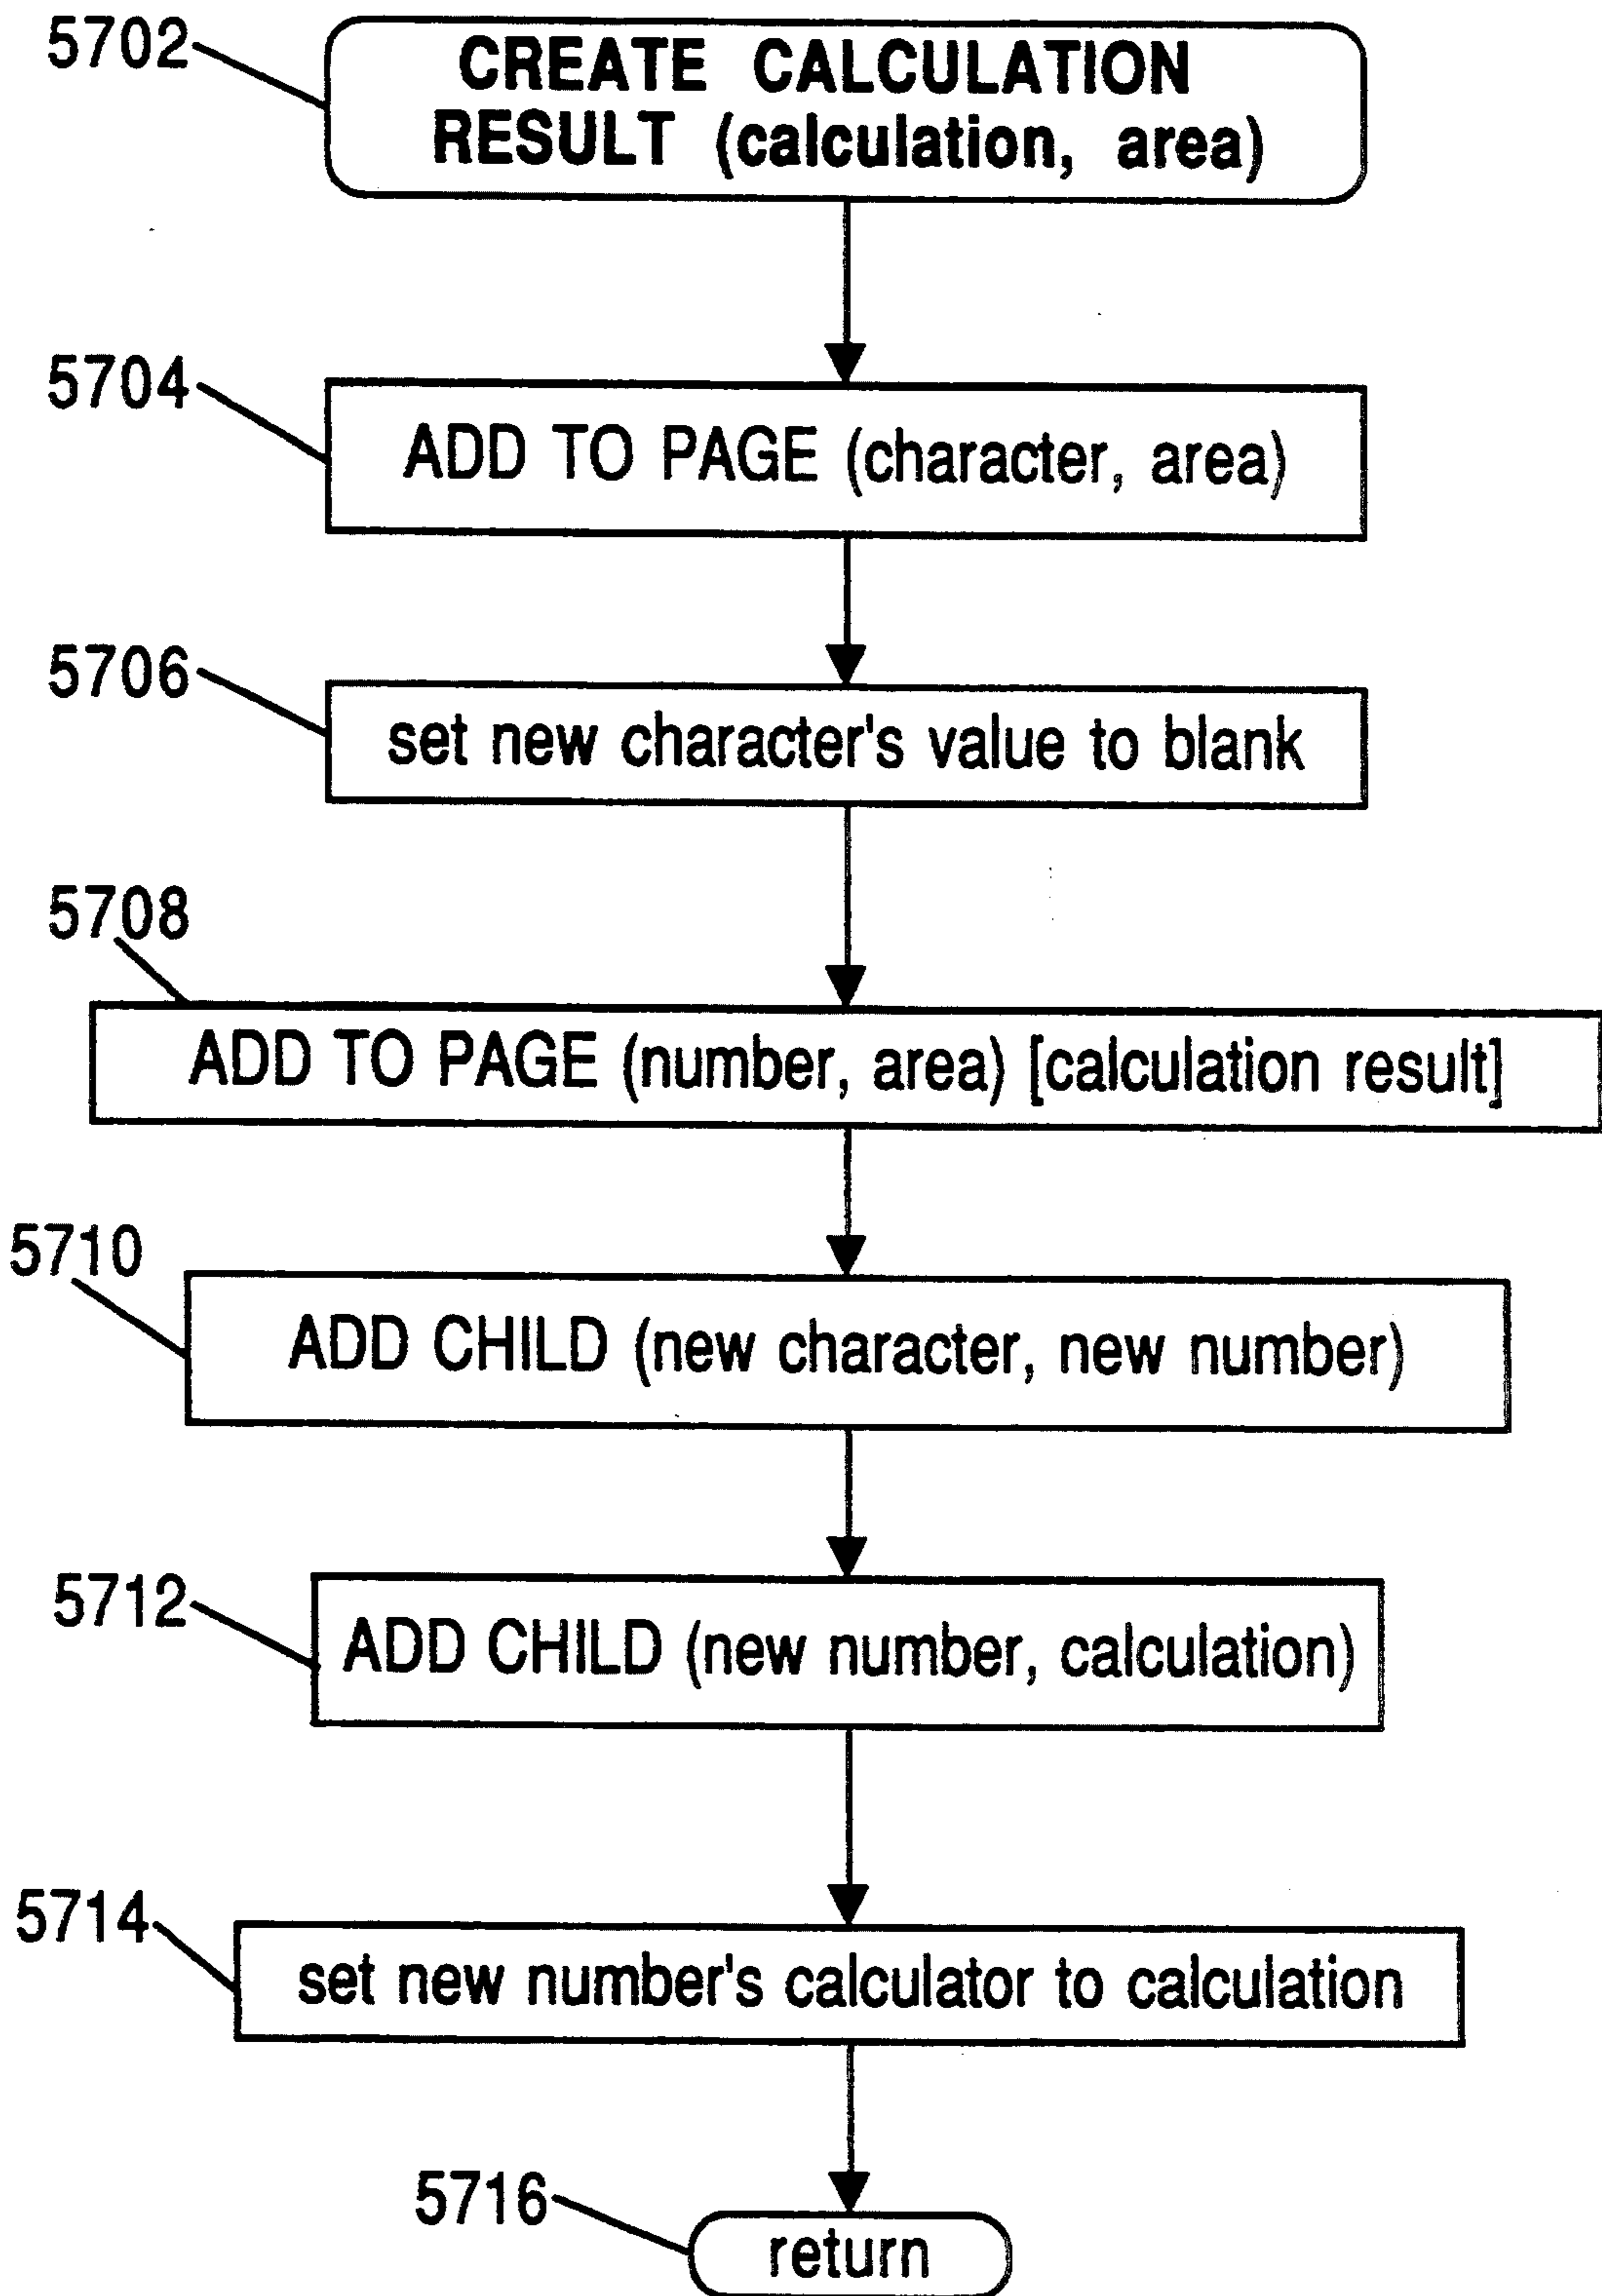 5702
CREATE CALCULATION
RESULT (calculation, area)
5704
ADD TO PAGE (character, area)
5706
set new character's value to blank
5708
ADD TO PAGE (number, area) [calculation result]
5710
ADD CHILD (new character, new number)
5712
ADD CHILD (new number, calculation)
5714
set new number's calculator to calculation
5716
return